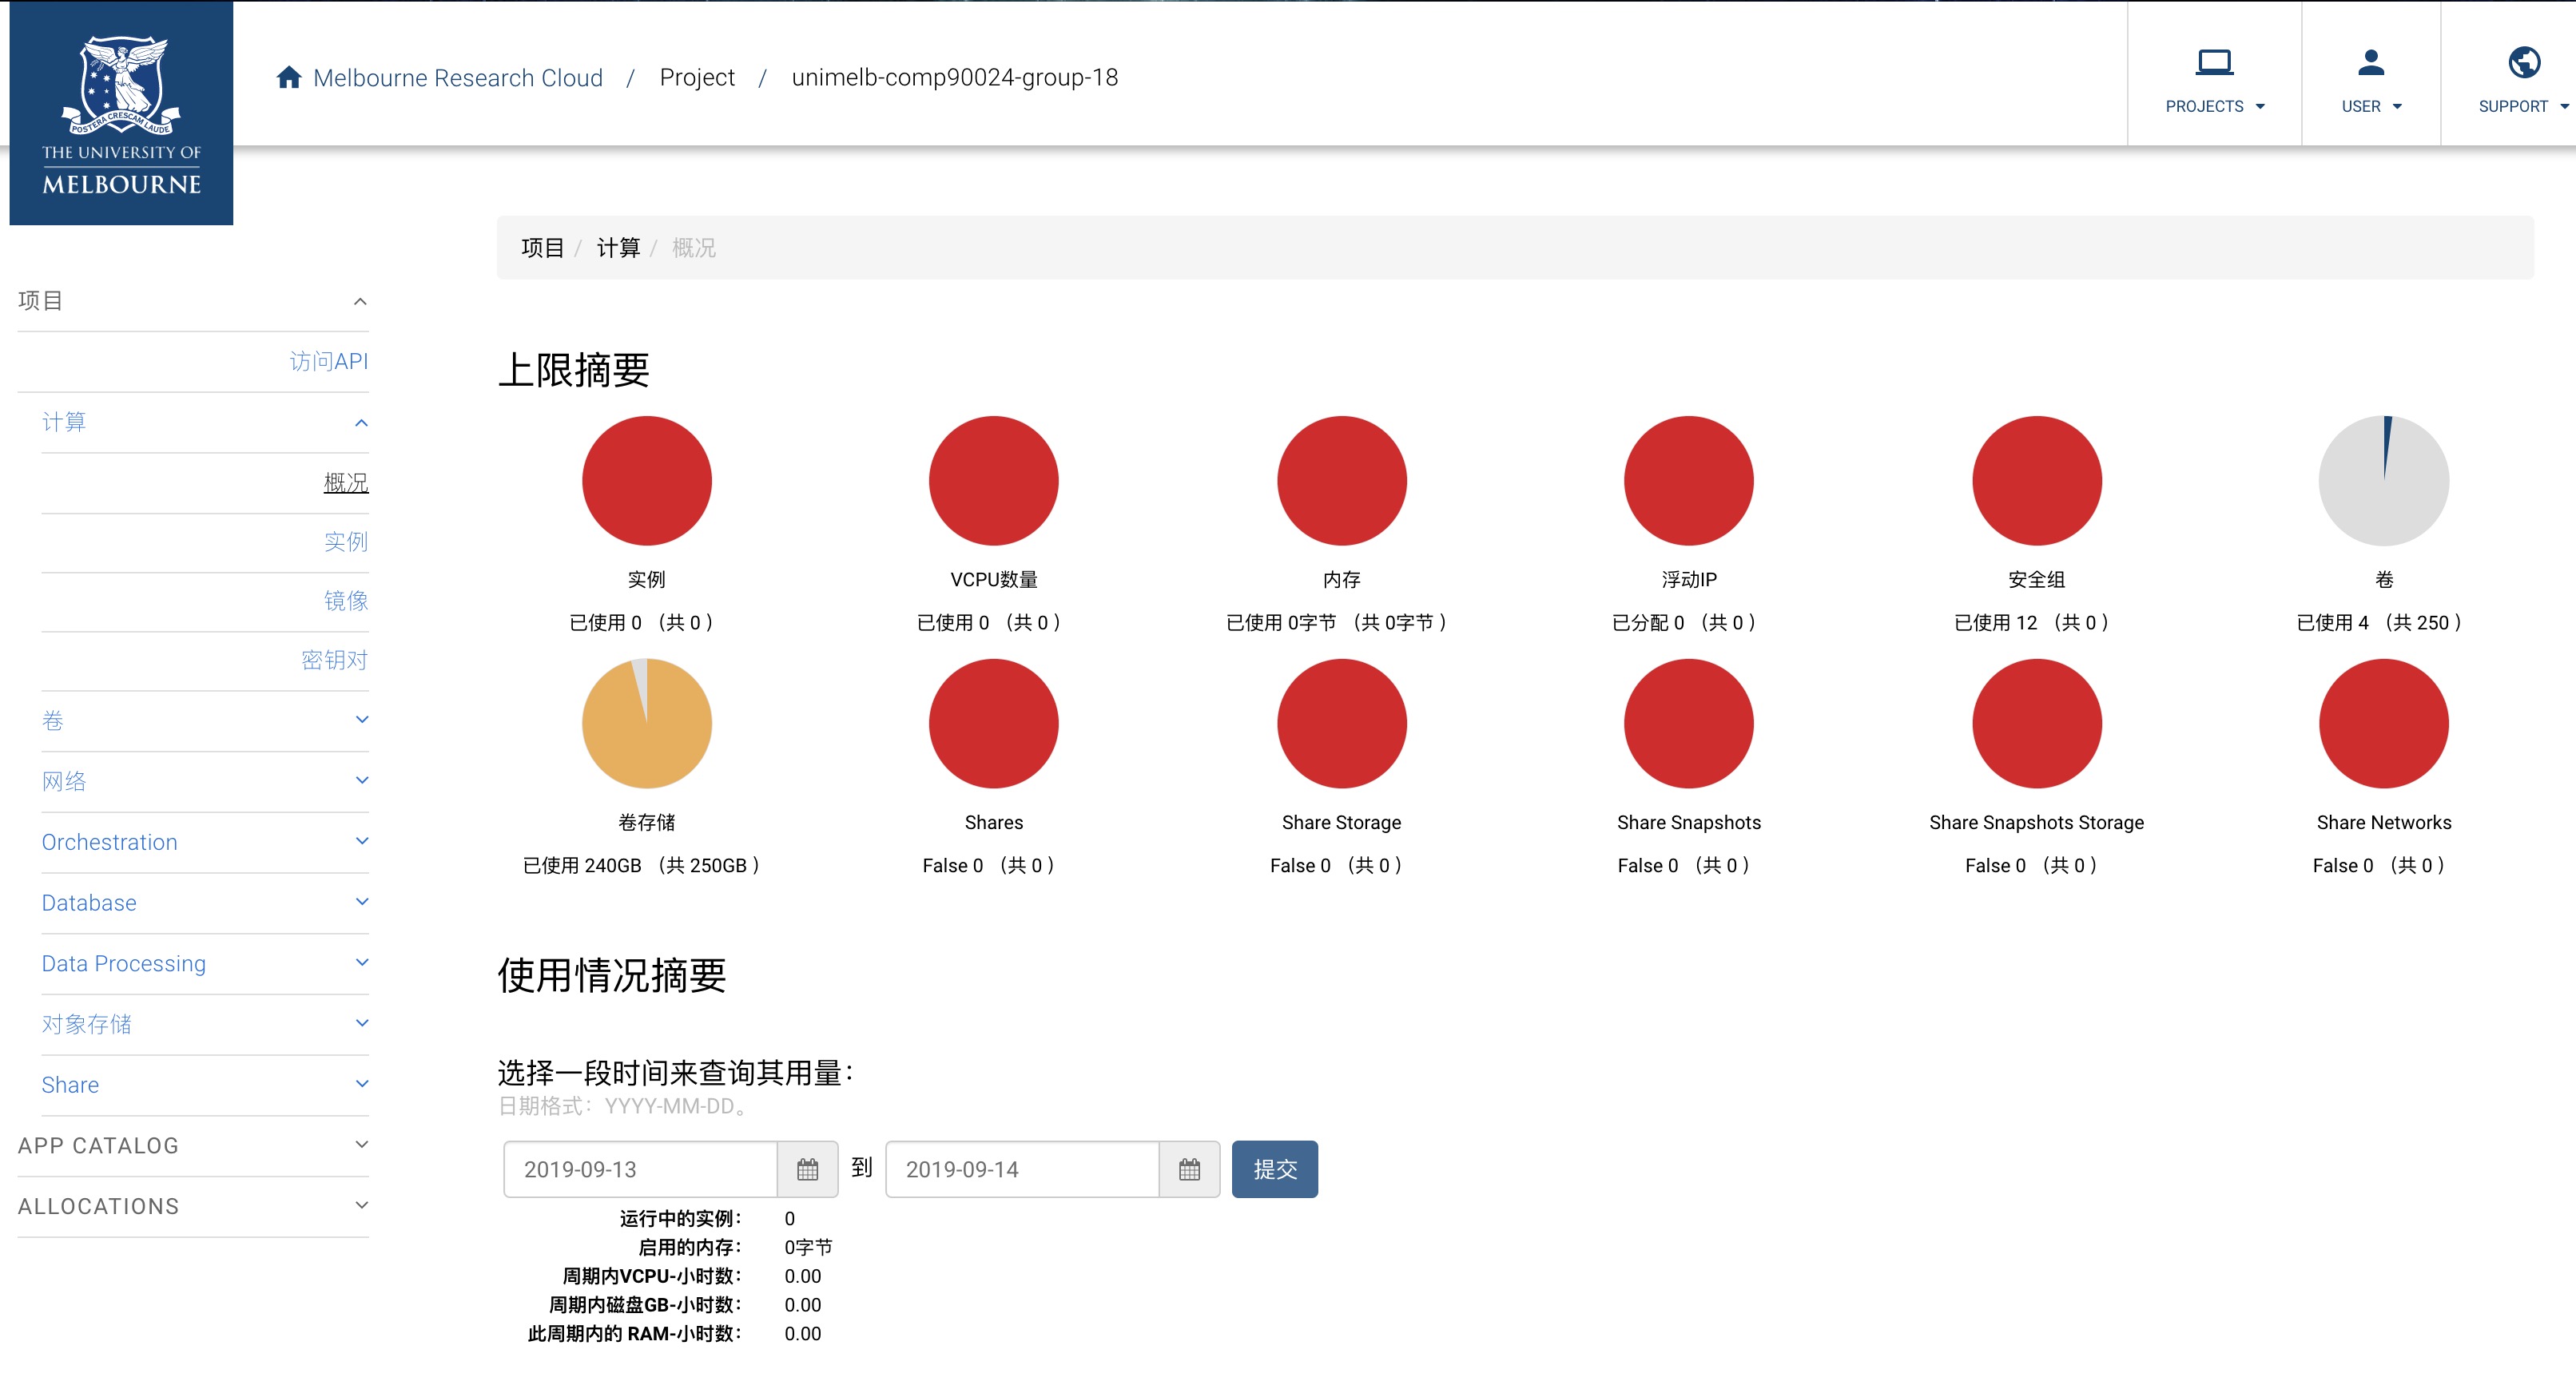 POSTERA CRESCAM LAUDE
THE UNIVERSITY OF
MELBOURNE
Melbourne Research Cloud / Project / unimelb-comp90024-group-18
PROJECTS
USER
SUPPORT
项目
访问API
计算
概况
实例
镜像
密钥对
卷
网络
Orchestration
Database
Data Processing
对象存储
Share
APP CATALOG
ALLOCATIONS
项目 / 计算 / 概况
上限摘要
实例
已使用 0 （共 0 ）
VCPU数量
已使用 0 （共 0 ）
内存
已使用 0字节 （共 0字节 ）
浮动IP
已分配 0 （共 0 ）
安全组
已使用 12 （共 0 ）
卷
已使用 4 （共 250 ）
卷存储
已使用 240GB （共 250GB ）
Shares
False 0 （共 0 ）
Share Storage
False 0 （共 0 ）
Share Snapshots
False 0 （共 0 ）
Share Snapshots Storage
False 0 （共 0 ）
Share Networks
False 0 （共 0 ）
使用情况摘要
选择一段时间来查询其用量：
日期格式：YYYY-MM-DD。
2019-09-13 到 2019-09-14 提交
运行中的实例： 0
启用的内存： 0字节
周期内VCPU-小时数： 0.00
周期内磁盘GB-小时数： 0.00
此周期内的 RAM-小时数： 0.00